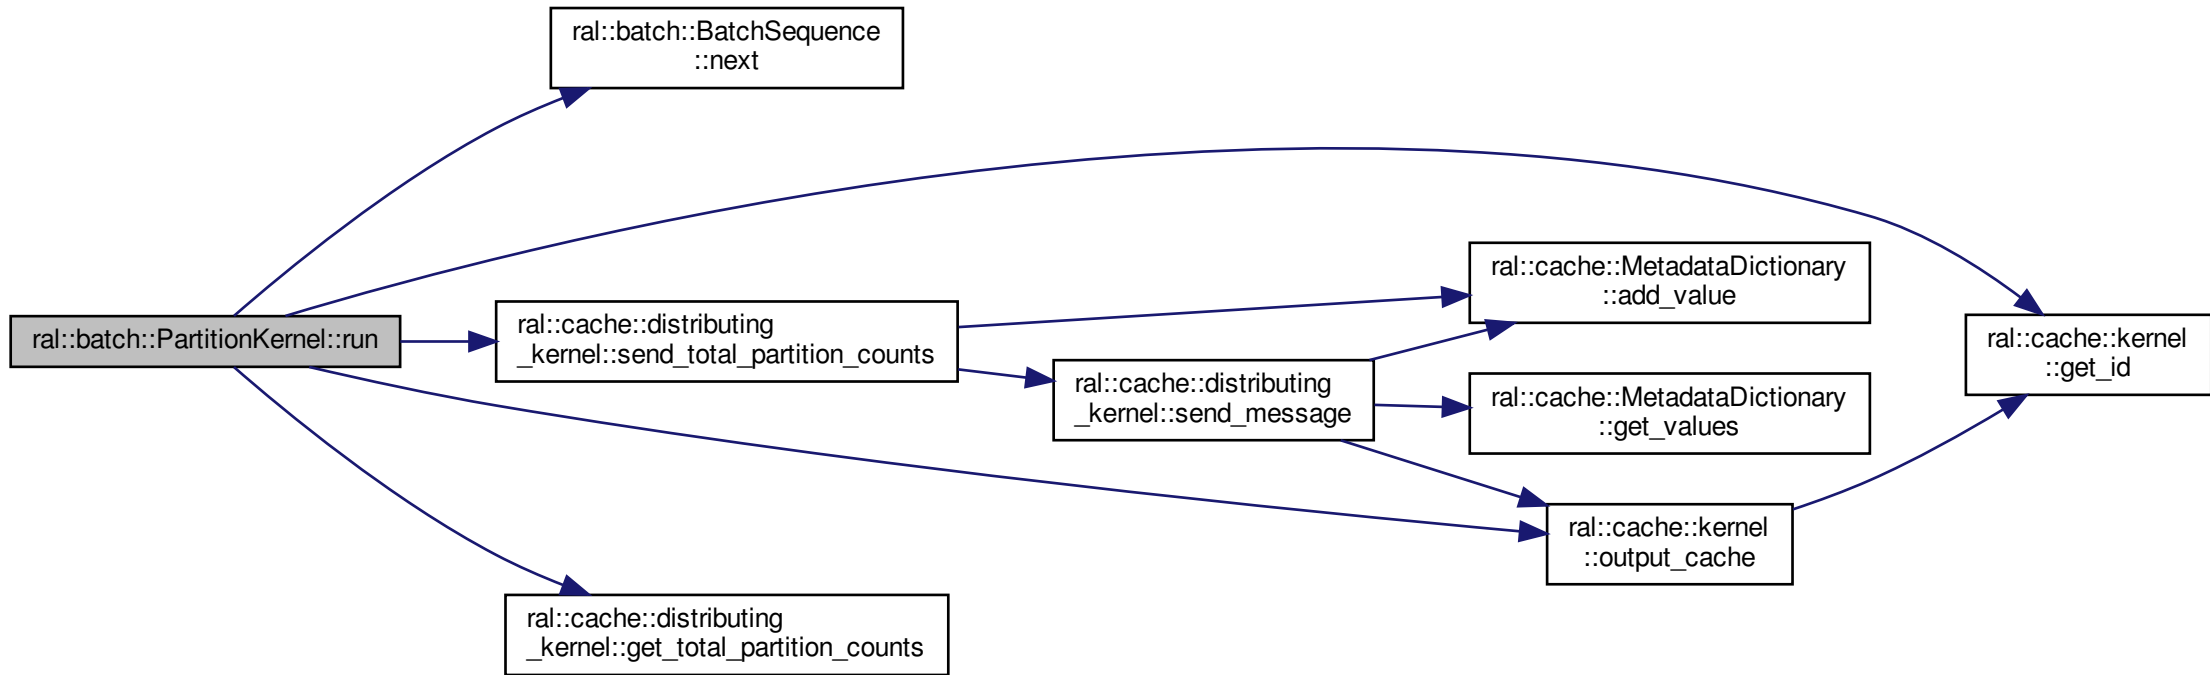 ral::batch::BatchSequence
::next
ral::batch::PartitionKernel::run
ral::cache::distributing
_kernel::send_total_partition_counts
ral::cache::distributing
_kernel::get_total_partition_counts
ral::cache::distributing
_kernel::send_message
ral::cache::MetadataDictionary
::add_value
ral::cache::MetadataDictionary
::get_values
ral::cache::kernel
::output_cache
ral::cache::kernel
::get_id